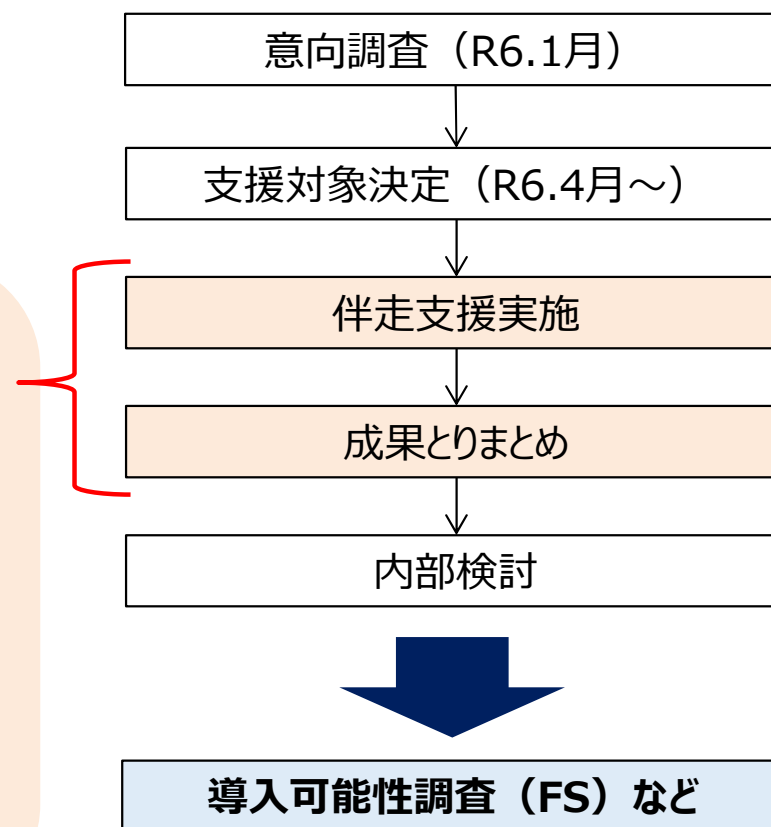 意向調査（R6.1月）
支援対象決定（R6.4月～）
伴走支援実施
成果とりまとめ
内部検討
導入可能性調査（FS）など